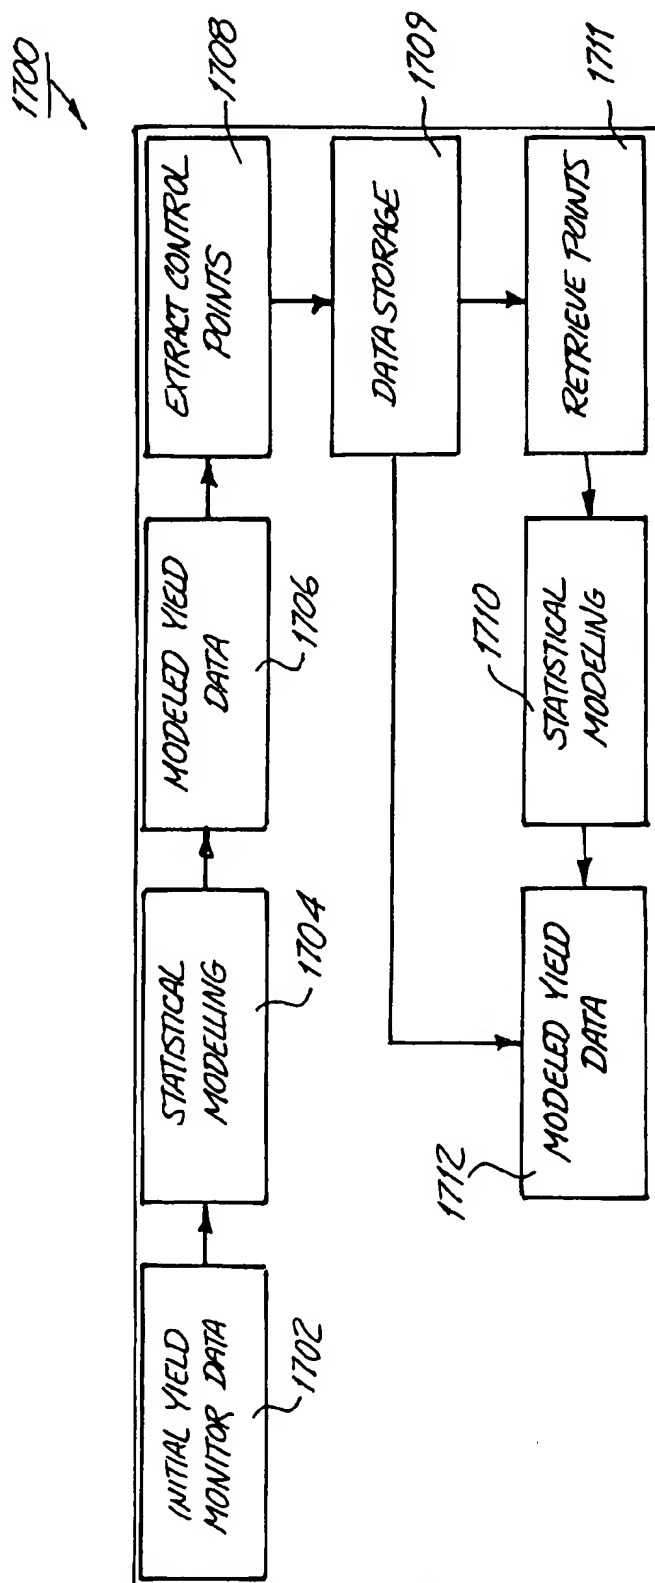 1700
INITIAL YIELD
MONITOR DATA
1702
STATISTICAL
MODELLING
1704
MODELED YIELD
DATA
1706
EXTRACT CONTROL
POINTS
1708
DATA STORAGE
1709
RETRIEVE POINTS
1711
STATISTICAL
MODELING
1710
MODELED YIELD
DATA
1712